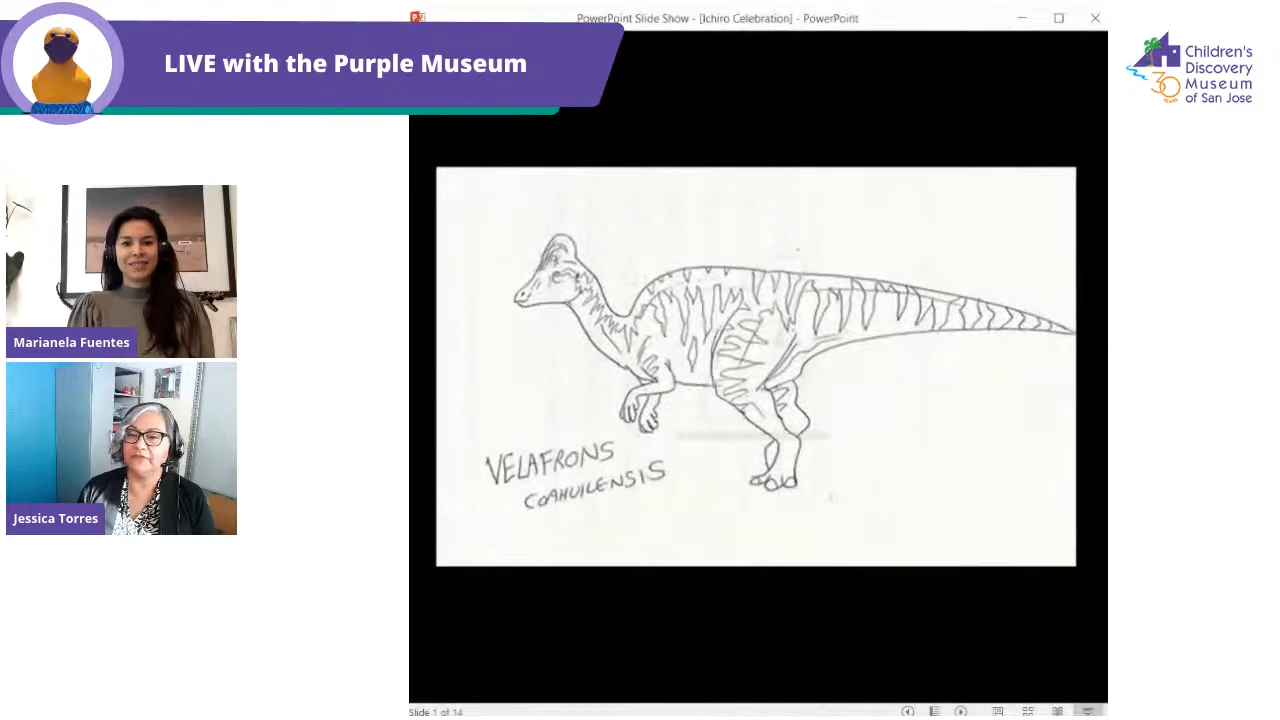 PowerPoint Slide Show - [Ichiro Celebration] - PowerPoint
LIVE with the Purple Museum
Children's
Discovery
Museum
of San Jose
30
YEARS
Marianela Fuentes
Jessica Torres
VELAFRONS
COAHUILENSIS
Slide 1 of 14